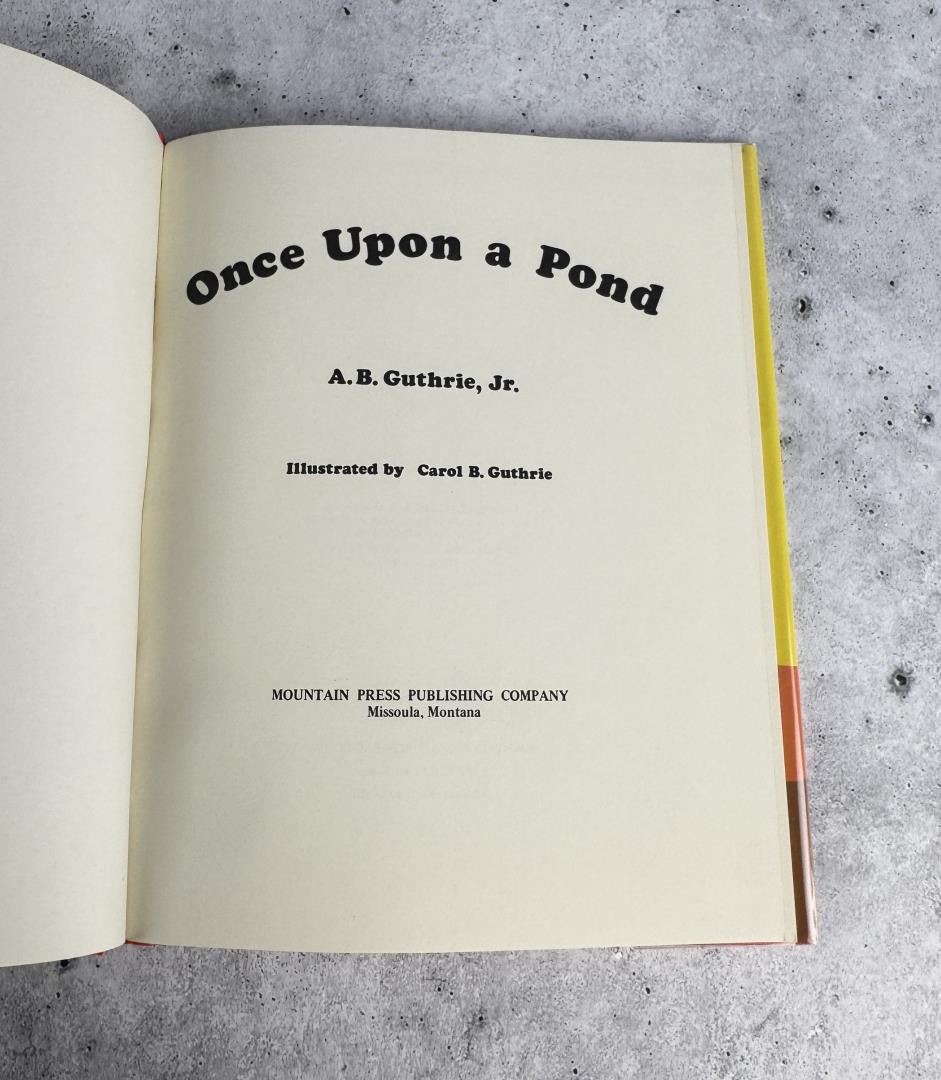 Once Upon a Pond
A. B. Guthrie, Jr.
Illustrated by Carol B. Guthrie
MOUNTAIN PRESS PUBLISHING COMPANY
Missoula, Montana